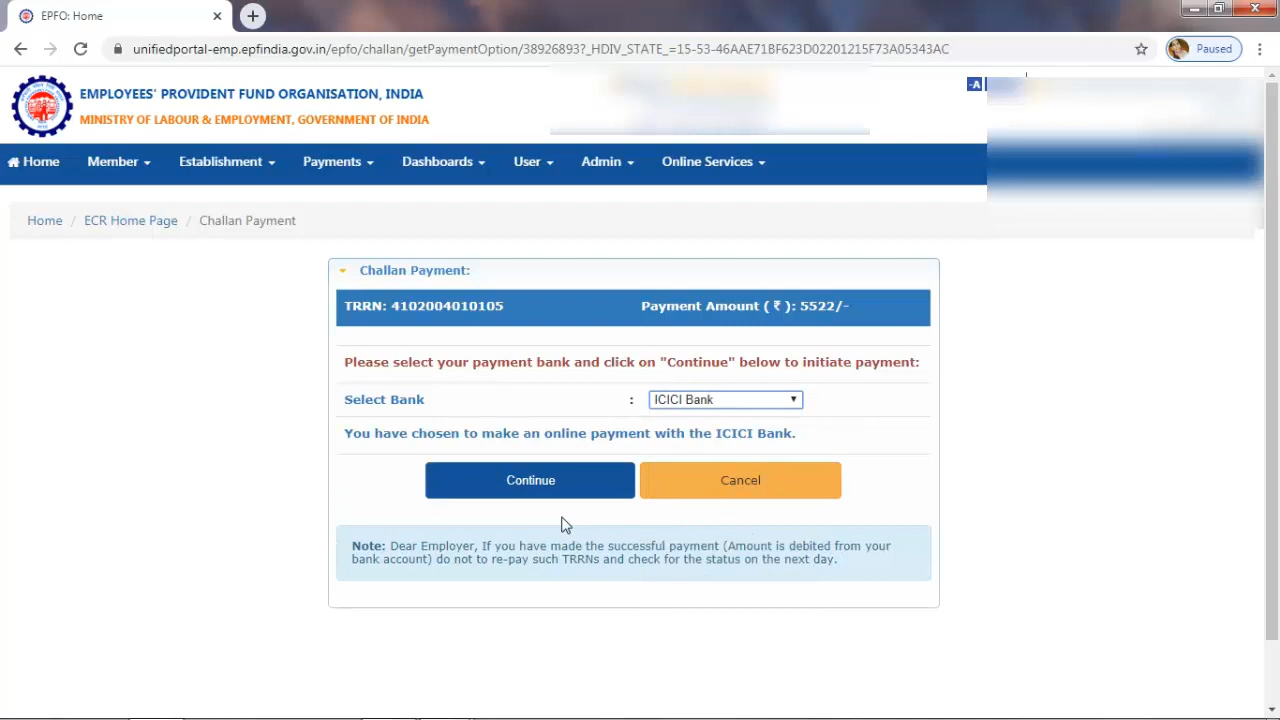 EPFO: Home
unifiedportal-emp.epfindia.gov.in/epfo/challan/getPaymentOption/38926893?_HDIV_STATE_=15-53-46AAE71BF623D02201215F73A05343AC
Paused
EMPLOYEES' PROVIDENT FUND ORGANISATION, INDIA
MINISTRY OF LABOUR & EMPLOYMENT, GOVERNMENT OF INDIA
-A
Home Member Establishment Payments Dashboards User Admin Online Services
Home / ECR Home Page / Challan Payment
Challan Payment:
TRRN: 4102004010105 Payment Amount ( ₹ ): 5522/-
Please select your payment bank and click on "Continue" below to initiate payment:
Select Bank : ICICI Bank
You have chosen to make an online payment with the ICICI Bank.
Continue Cancel
Note: Dear Employer, If you have made the successful payment (Amount is debited from your
bank account) do not to re-pay such TRRNs and check for the status on the next day.